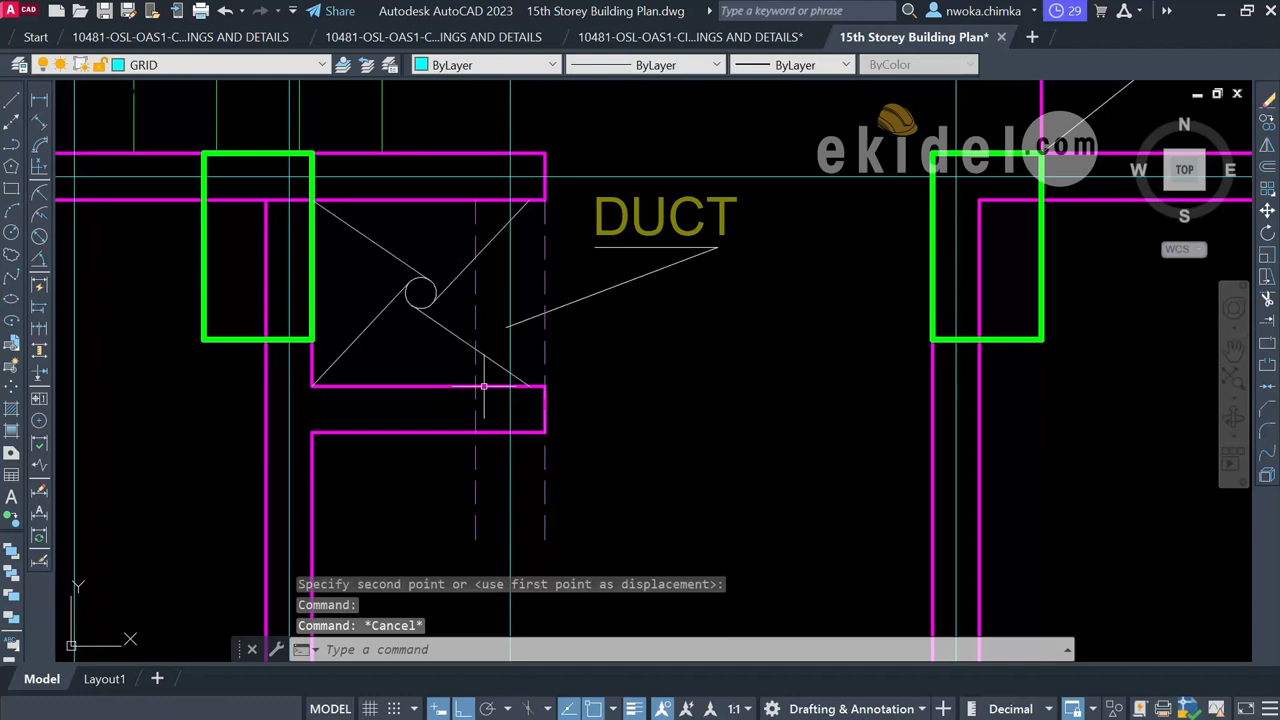 A CAD
Share
Autodesk AutoCAD 2023
15th Storey Building Plan.dwg
Type a keyword or phrase
nwoka.chimka
29
Start
10481-OSL-OAS1-C...INGS AND DETAILS
10481-OSL-OAS1-C...INGS AND DETAILS
10481-OSL-OAS1-CI...INGS AND DETAILS*
15th Storey Building Plan*
GRID
ByLayer
ByLayer
ByLayer
ByColor
ekidel.com
N
W TOP E
S
WCS
DUCT
Specify second point or <use first point as displacement>:
Command:
Command: *Cancel*
Type a command
Y
X
Model
Layout1
MODEL
1:1
Drafting & Annotation
Decimal